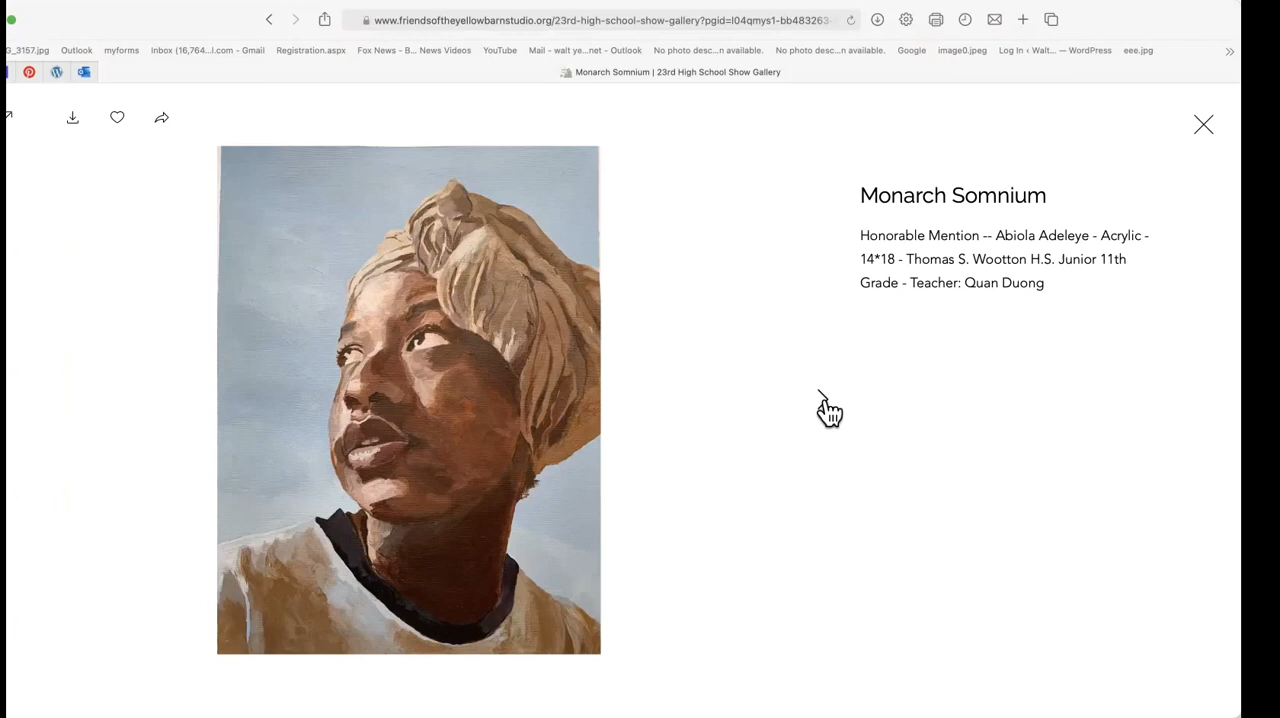 www.friendsoftheyellowbarnstudio.org/23rd-high-school-show-gallery?pgid=l04qmys1-bb483263-
G_3157.jpg Outlook myforms Inbox (16,764...l.com - Gmail Registration.aspx Fox News - B... News Videos YouTube Mail - walt ye...net - Outlook No photo desc...n available. No photo desc...n available. Google image0.jpeg Log In ‹ Walt... — WordPress eee.jpg
Monarch Somnium | 23rd High School Show Gallery
Monarch Somnium
Honorable Mention -- Abiola Adeleye - Acrylic -
14*18 - Thomas S. Wootton H.S. Junior 11th
Grade - Teacher: Quan Duong